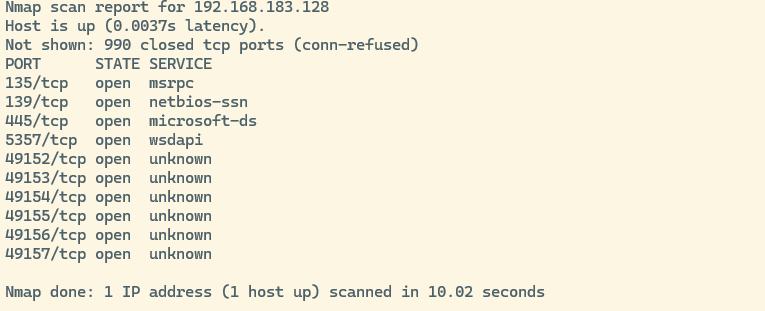 Nmap scan report for 192.168.183.128
Host is up (0.0037s latency).
Not shown: 990 closed tcp ports (conn-refused)
PORT      STATE SERVICE
135/tcp   open  msrpc
139/tcp   open  netbios-ssn
445/tcp   open  microsoft-ds
5357/tcp  open  wsdapi
49152/tcp open  unknown
49153/tcp open  unknown
49154/tcp open  unknown
49155/tcp open  unknown
49156/tcp open  unknown
49157/tcp open  unknown
Nmap done: 1 IP address (1 host up) scanned in 10.02 seconds